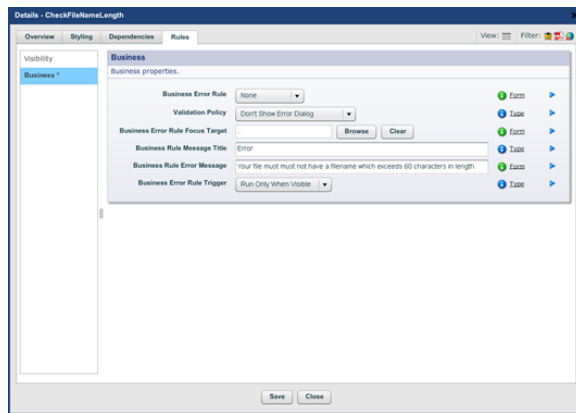 Details - CheckFileNameLength
Overview Styling Dependencies Rules View: Filter:
Visibility
Business *
Business
Business properties.
Business Error Rule None Form
Validation Policy Don't Show Error Dialog Type
Business Error Rule Focus Target ... Browse Clear Form
Business Rule Message Title Error Type
Business Rule Error Message Your file must must not have a filename which exceeds 60 characters in length. Form
Business Error Rule Trigger Run Only When Visible Type
Save Close